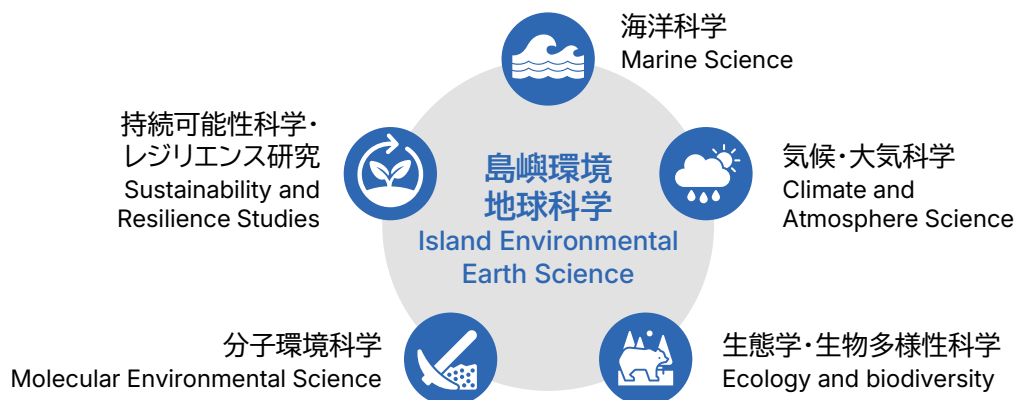 海洋科学
Marine Science
持続可能性科学・
レジリエンス研究
Sustainability and
Resilience Studies
島嶼環境
地球科学
Island Environmental
Earth Science
気候・大気科学
Climate and
Atmosphere Science
分子環境科学
Molecular Environmental Science
生態学・生物多様性科学
Ecology and biodiversity